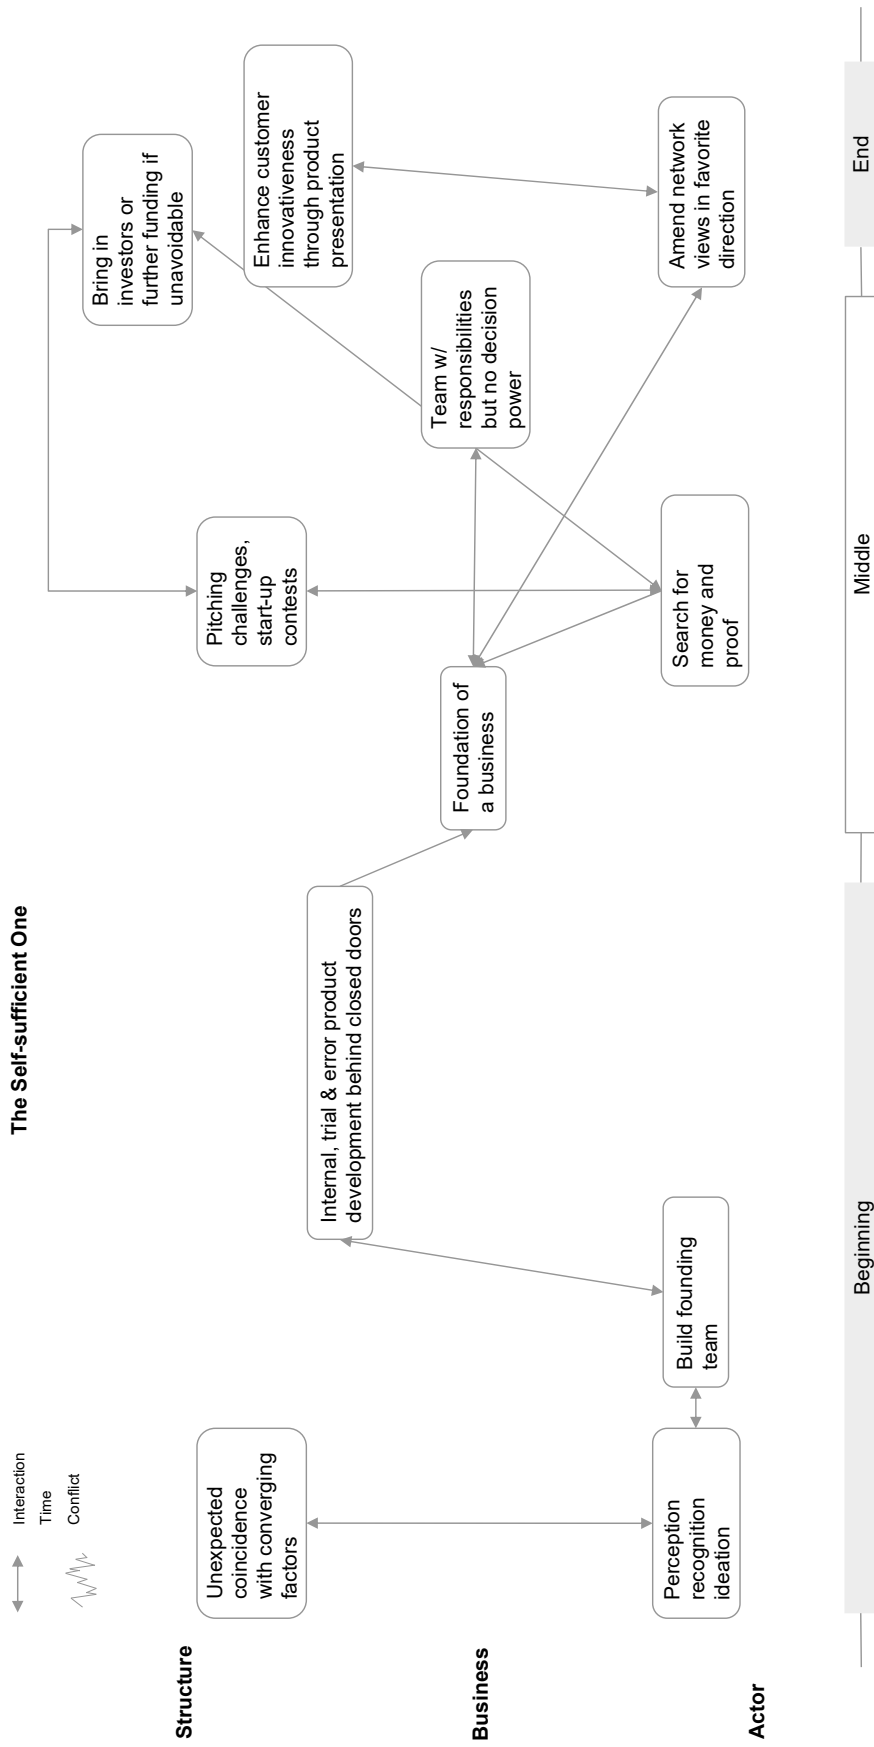 The Self-sufficient One
Interaction
Time
Conflict
Structure
Unexpected
coincidence
with converging
factors
Pitching
challenges,
start-up
contests
Bring in
investors or
further funding if
unavoidable
Enhance customer
innovativeness
through product
presentation
Business
Internal, trial & error product
development behind closed doors
Foundation of
a business
Team w/
responsibilities
but no decision
power
Actor
Perception
recognition
ideation
Build founding
team
Search for
money and
proof
Amend network
views in favorite
direction
Beginning
Middle
End